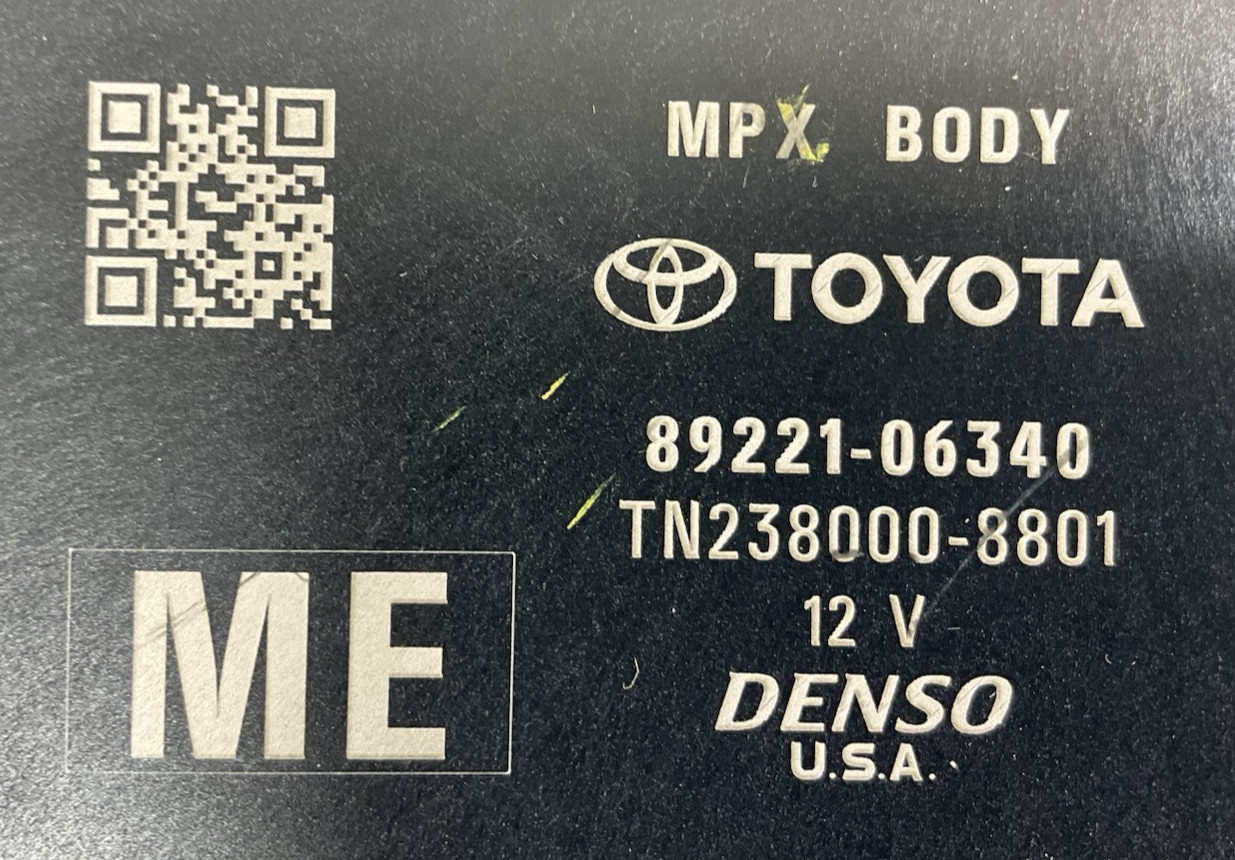 MPX BODY
TOYOTA
89221-06340
TN238000-8801
12 V
DENSO
U.S.A.
ME